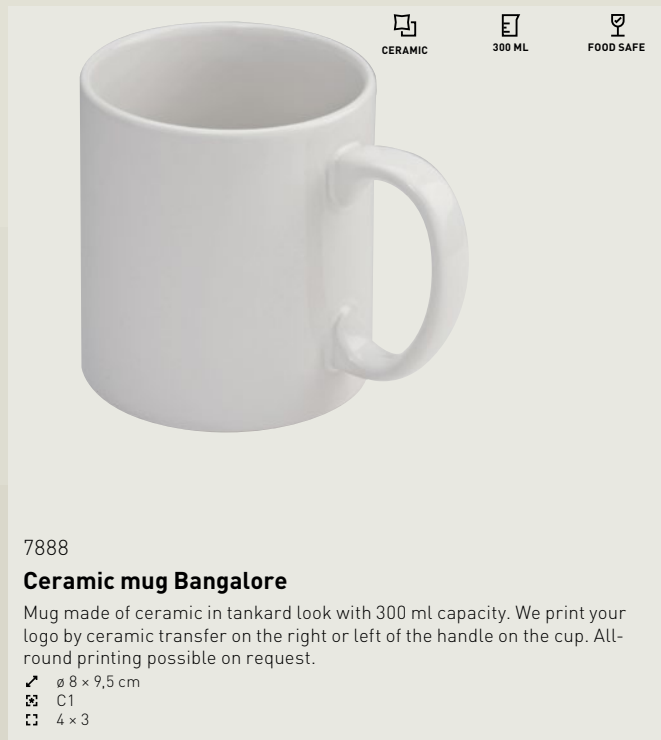 CERAMIC
300 ML
FOOD SAFE
7888
Ceramic mug Bangalore
Mug made of ceramic in tankard look with 300 ml capacity. We print your
logo by ceramic transfer on the right or left of the handle on the cup. All-
round printing possible on request.
ø 8 × 9,5 cm
C1
4 × 3